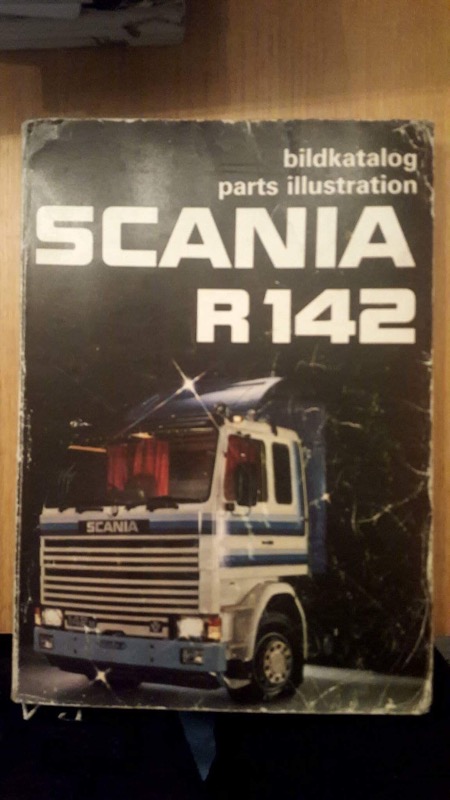 bildkatalog
parts illustration
SCANIA
R142
SCANIA